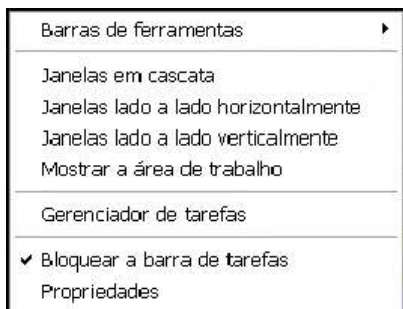 Barras de ferramentas
Janelas em cascata
Janelas lado a lado horizontalmente
Janelas lado a lado verticalmente
Mostrar a área de trabalho
Gerenciador de tarefas
Bloquear a barra de tarefas
Propriedades